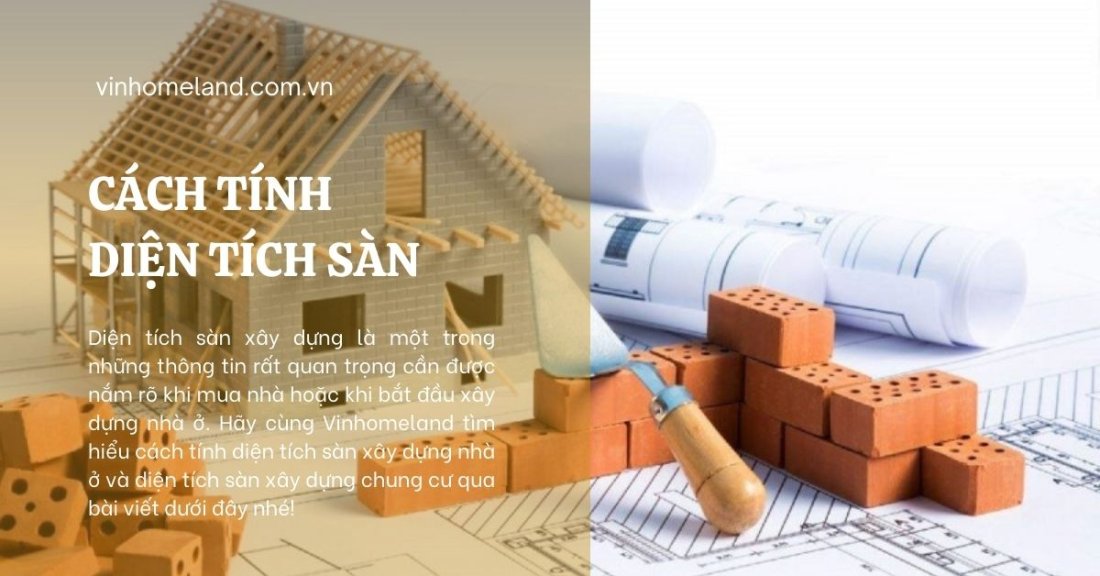 vinhomeland.com.vn
CÁCH TÍNH
DIỆN TÍCH SÀN
Diện tích sàn xây dựng là một trong
những thông tin rất quan trọng cần được
nắm rõ khi mua nhà hoặc khi bắt đầu xây
dựng nhà ở. Hãy cùng Vinhomeland tìm
hiểu cách tính diện tích sàn xây dựng nhà
ở và diện tích sàn xây dựng chung cư qua
bài viết dưới đây nhé!